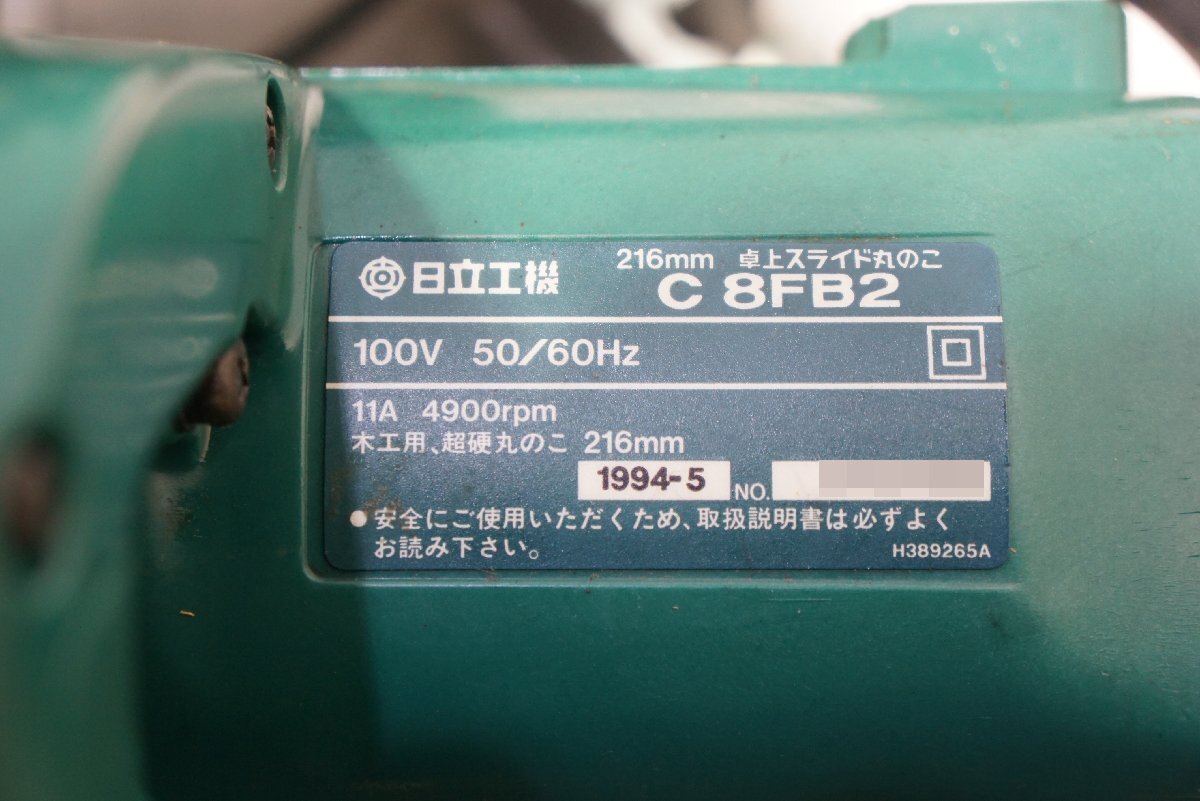 日立工機
216mm 卓上スライド丸のこ
C 8FB2
100V 50/60Hz
11A 4900rpm
木工用、超硬丸のこ 216mm
1994-5 NO.
●安全にご使用いただくため、取扱説明書は必ずよく
お読み下さい。
H389265A